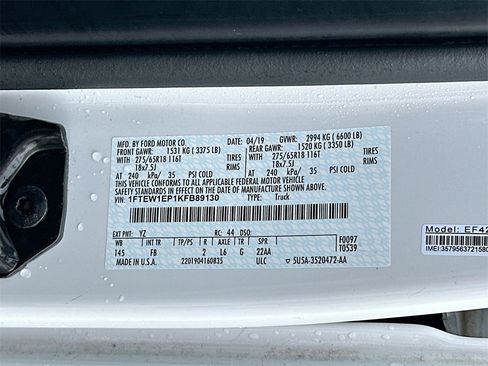 MFD. BY FORD MOTOR CO.
04/19 GVWR: 2994 KG (6600 LB)
FRONT GAWR: 1531 KG (3375 LB) REAR GAWR: 1520 KG (3350 LB)
275/65R18 116T TIRES 275/65R18 116T TIRES
18x7.5J RIMS 18x7.5J RIMS
AT 240 kPa/ 35 PSI COLD AT 240 kPa/ 35 PSI COLD
THIS VEHICLE CONFORMS TO ALL APPLICABLE FEDERAL MOTOR VEHICLE
SAFETY STANDARDS IN EFFECT ON THE DATE OF MANUFACTURE SHOWN ABOVE.
VIN: 1FTEW1EP1KFB89130 TYPE: Truck
EXT PNT: YZ RC: 44 DSO: F0097
WB BRK INT TR TP/PS R AXLE TR SPR T0539
145 FB 2 L6 G 22AA
MADE IN U.S.A. 2201904160835 ULC 5U5A-3520472-AA
Model: EF42
IMEI:3579563721580